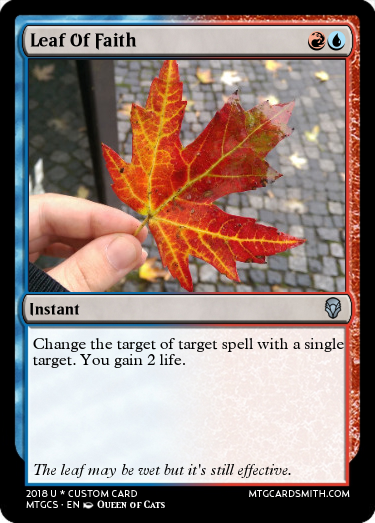 Leaf Of Faith
Instant
Change the target of target spell with a single
target. You gain 2 life.
The leaf may be wet but it's still effective.
2018 U * CUSTOM CARD
MTGCARDSMITH.COM
MTGCS · EN Queen of Cats